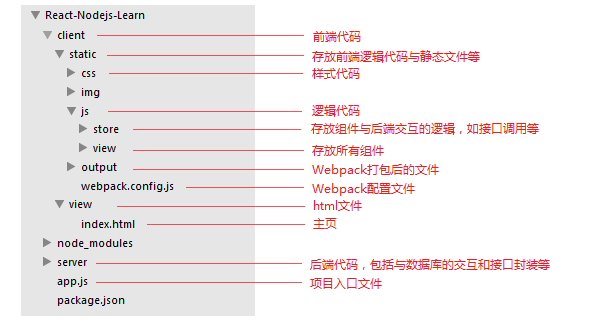 React-Nodejs-Learn
client 前端代码
static 存放前端逻辑代码与静态文件等
css 样式代码
img
js 逻辑代码
store 存放组件与后端交互的逻辑，如接口调用等
view 存放所有组件
output Webpack打包后的文件
webpack.config.js Webpack配置文件
view html文件
index.html 主页
node_modules
server 后端代码，包括与数据库的交互和接口封装等
app.js 项目入口文件
package.json